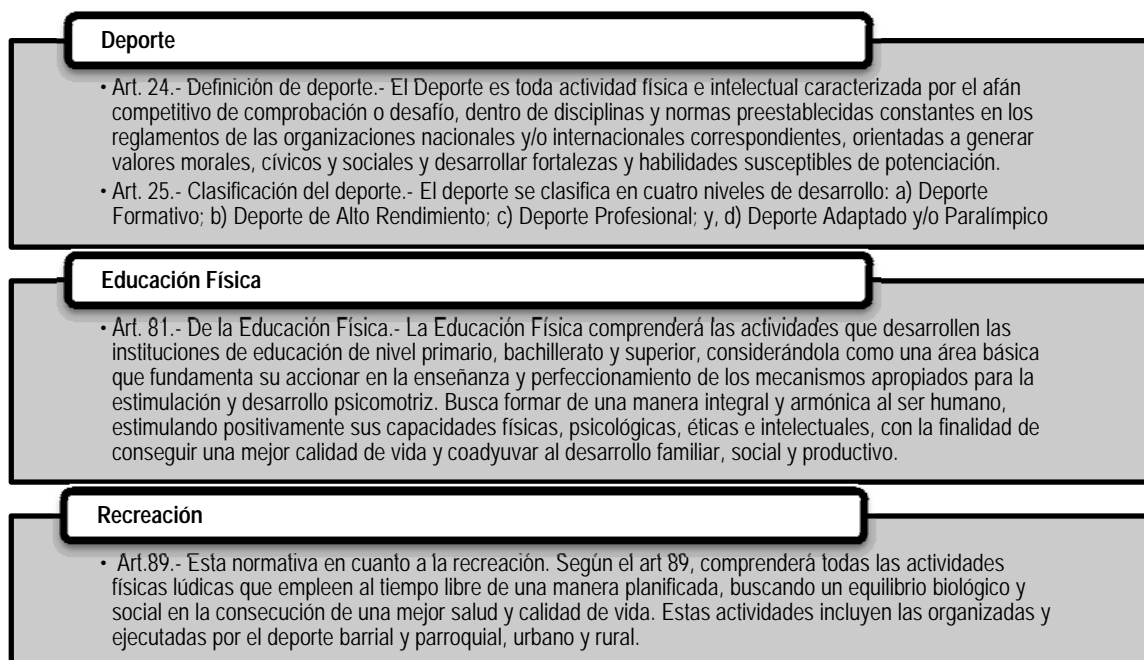 Deporte
• Art. 24.- Definición de deporte.- El Deporte es toda actividad física e intelectual caracterizada por el afán
competitivo de comprobación o desafío, dentro de disciplinas y normas preestablecidas constantes en los
reglamentos de las organizaciones nacionales y/o internacionales correspondientes, orientadas a generar
valores morales, cívicos y sociales y desarrollar fortalezas y habilidades susceptibles de potenciación.
• Art. 25.- Clasificación del deporte.- El deporte se clasifica en cuatro niveles de desarrollo: a) Deporte
Formativo; b) Deporte de Alto Rendimiento; c) Deporte Profesional; y, d) Deporte Adaptado y/o Paralímpico
Educación Física
• Art. 81.- De la Educación Física.- La Educación Física comprenderá las actividades que desarrollen las
instituciones de educación de nivel primario, bachillerato y superior, considerándola como una área básica
que fundamenta su accionar en la enseñanza y perfeccionamiento de los mecanismos apropiados para la
estimulación y desarrollo psicomotriz. Busca formar de una manera integral y armónica al ser humano,
estimulando positivamente sus capacidades físicas, psicológicas, éticas e intelectuales, con la finalidad de
conseguir una mejor calidad de vida y coadyuvar al desarrollo familiar, social y productivo.
Recreación
• Art.89.- Esta normativa en cuanto a la recreación. Según el art 89, comprenderá todas las actividades
físicas lúdicas que empleen al tiempo libre de una manera planificada, buscando un equilibrio biológico y
social en la consecución de una mejor salud y calidad de vida. Estas actividades incluyen las organizadas y
ejecutadas por el deporte barrial y parroquial, urbano y rural.